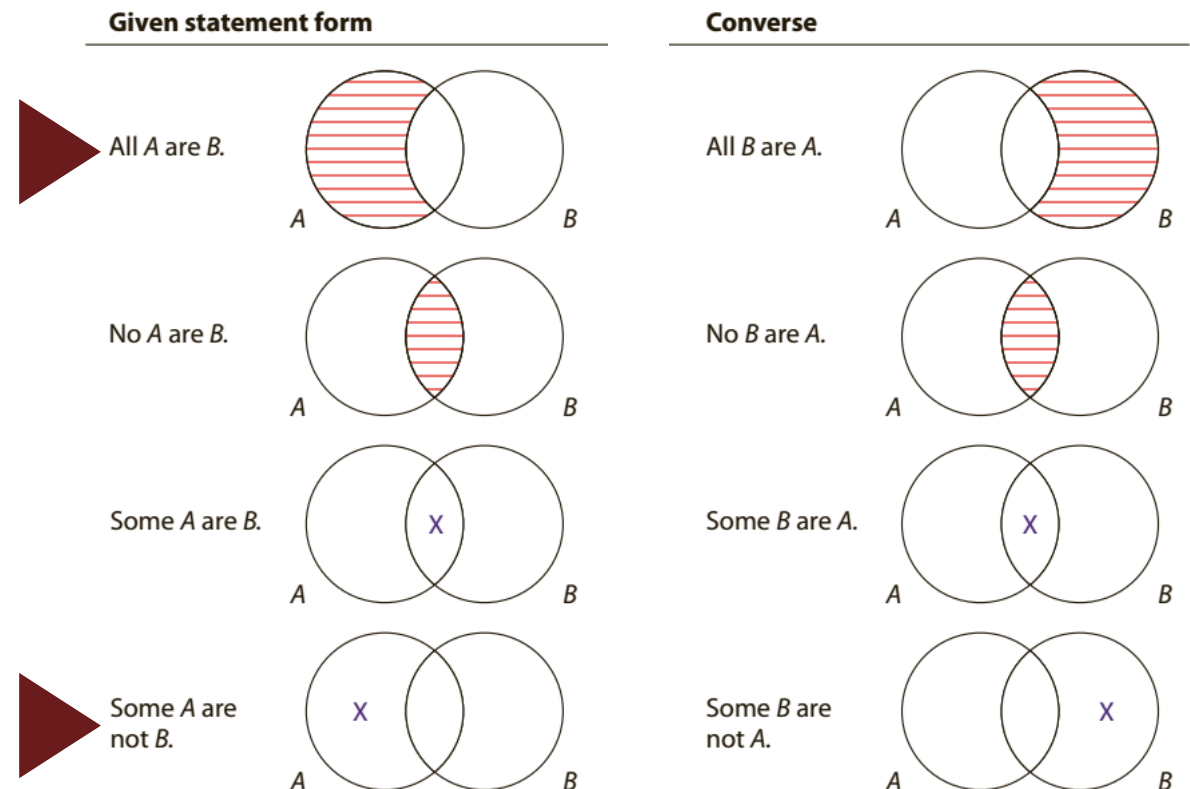 Given statement form
Converse
All A are B.
A
B
All B are A.
A
B
No A are B.
A
B
No B are A.
A
B
Some A are B.
X
A
B
Some B are A.
X
A
B
Some A are
not B.
X
A
B
Some B are
not A.
X
A
B